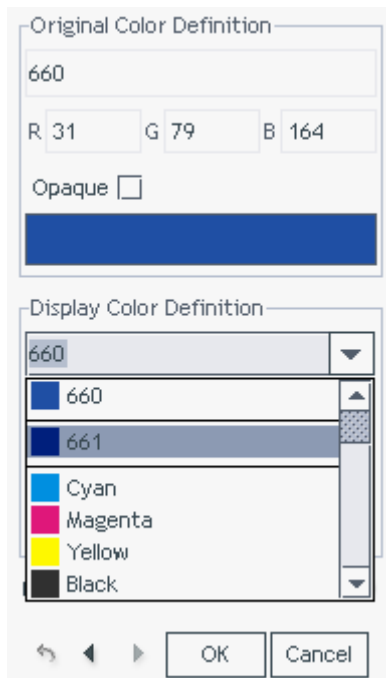 Original Color Definition
660
R 31 G 79 B 164
Opaque
Display Color Definition
660
660
661
Cyan
Magenta
Yellow
Black
OK Cancel